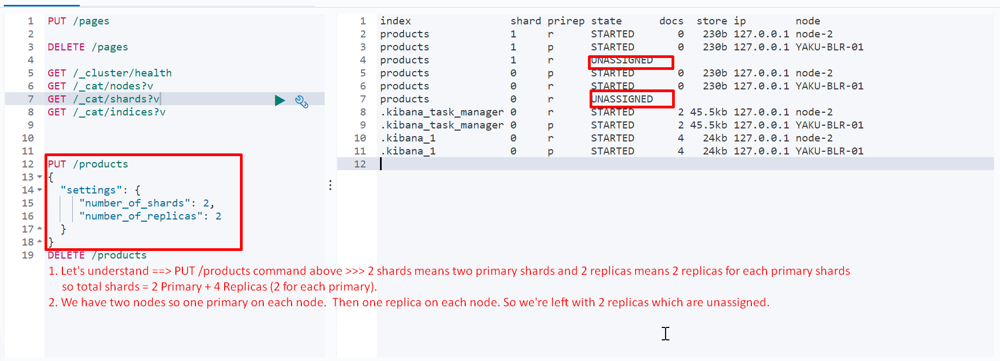 1 PUT /pages
2
3 DELETE /pages
4
5 GET /_cluster/health
6 GET /_cat/nodes?v
7 GET /_cat/shards?v
8 GET /_cat/indices?v
9
10
11
12 PUT /products
13 {
14 "settings": {
15 "number_of_shards": 2,
16 "number_of_replicas": 2
17 }
18 }
19 DELETE /products
1 index shard prirep state docs store ip node
2 products 1 r STARTED 0 230b 127.0.0.1 node-2
3 products 1 p STARTED 0 230b 127.0.0.1 YAKU-BLR-01
4 products 1 r UNASSIGNED
5 products 0 p STARTED 0 230b 127.0.0.1 node-2
6 products 0 r STARTED 0 230b 127.0.0.1 YAKU-BLR-01
7 products 0 r UNASSIGNED
8 .kibana_task_manager 0 r STARTED 2 45.5kb 127.0.0.1 node-2
9 .kibana_task_manager 0 p STARTED 2 45.5kb 127.0.0.1 YAKU-BLR-01
10 .kibana_1 0 r STARTED 4 24kb 127.0.0.1 node-2
11 .kibana_1 0 p STARTED 4 24kb 127.0.0.1 YAKU-BLR-01
12
1. Let's understand ==> PUT /products command above >>> 2 shards means two primary shards and 2 replicas means 2 replicas for each primary shards
so total shards = 2 Primary + 4 Replicas (2 for each primary).
2. We have two nodes so one primary on each node. Then one replica on each node. So we're left with 2 replicas which are unassigned.